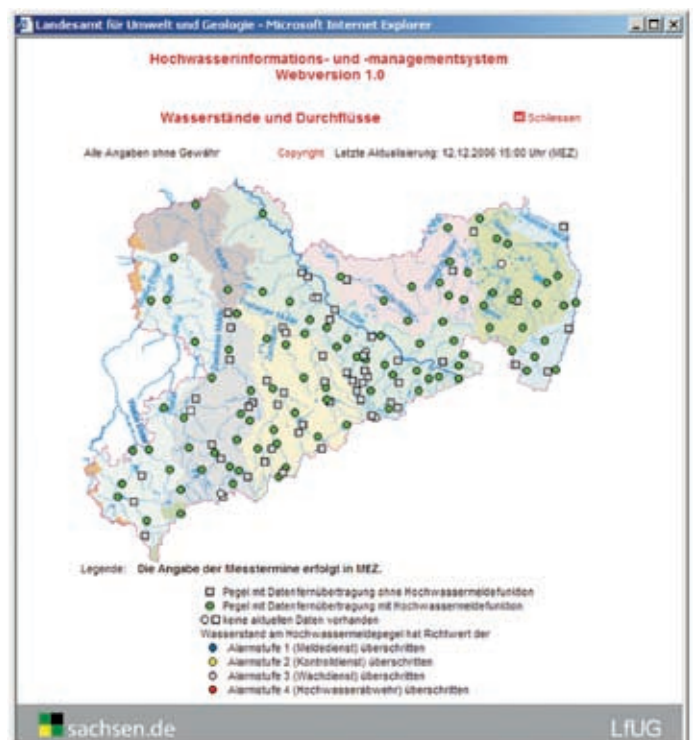 Landesamt für Umwelt und Geologie - Microsoft Internet Explorer
Hochwasserinformations- und -managementsystem
Webversion 1.0
Wasserstände und Durchflüsse
Schliessen
Alle Angaben ohne Gewähr Copyright Letzte Aktualisierung: 12.12.2006 15:00 Uhr (MEZ)
Legende: Die Angabe der Messtermine erfolgt in MEZ.
Pegel mit Datenfernübertragung ohne Hochwassermeldefunktion
Pegel mit Datenfernübertragung mit Hochwassermeldefunktion
keine aktuellen Daten vorhanden
Wasserstand am Hochwassermeldepegel hat Richtwert der
Alarmstufe 1 (Meldedienst) überschritten
Alarmstufe 2 (Kontrolldienst) überschritten
Alarmstufe 3 (Wachdienst) überschritten
Alarmstufe 4 (Hochwasserabwehr) überschritten
sachsen.de
LfUG